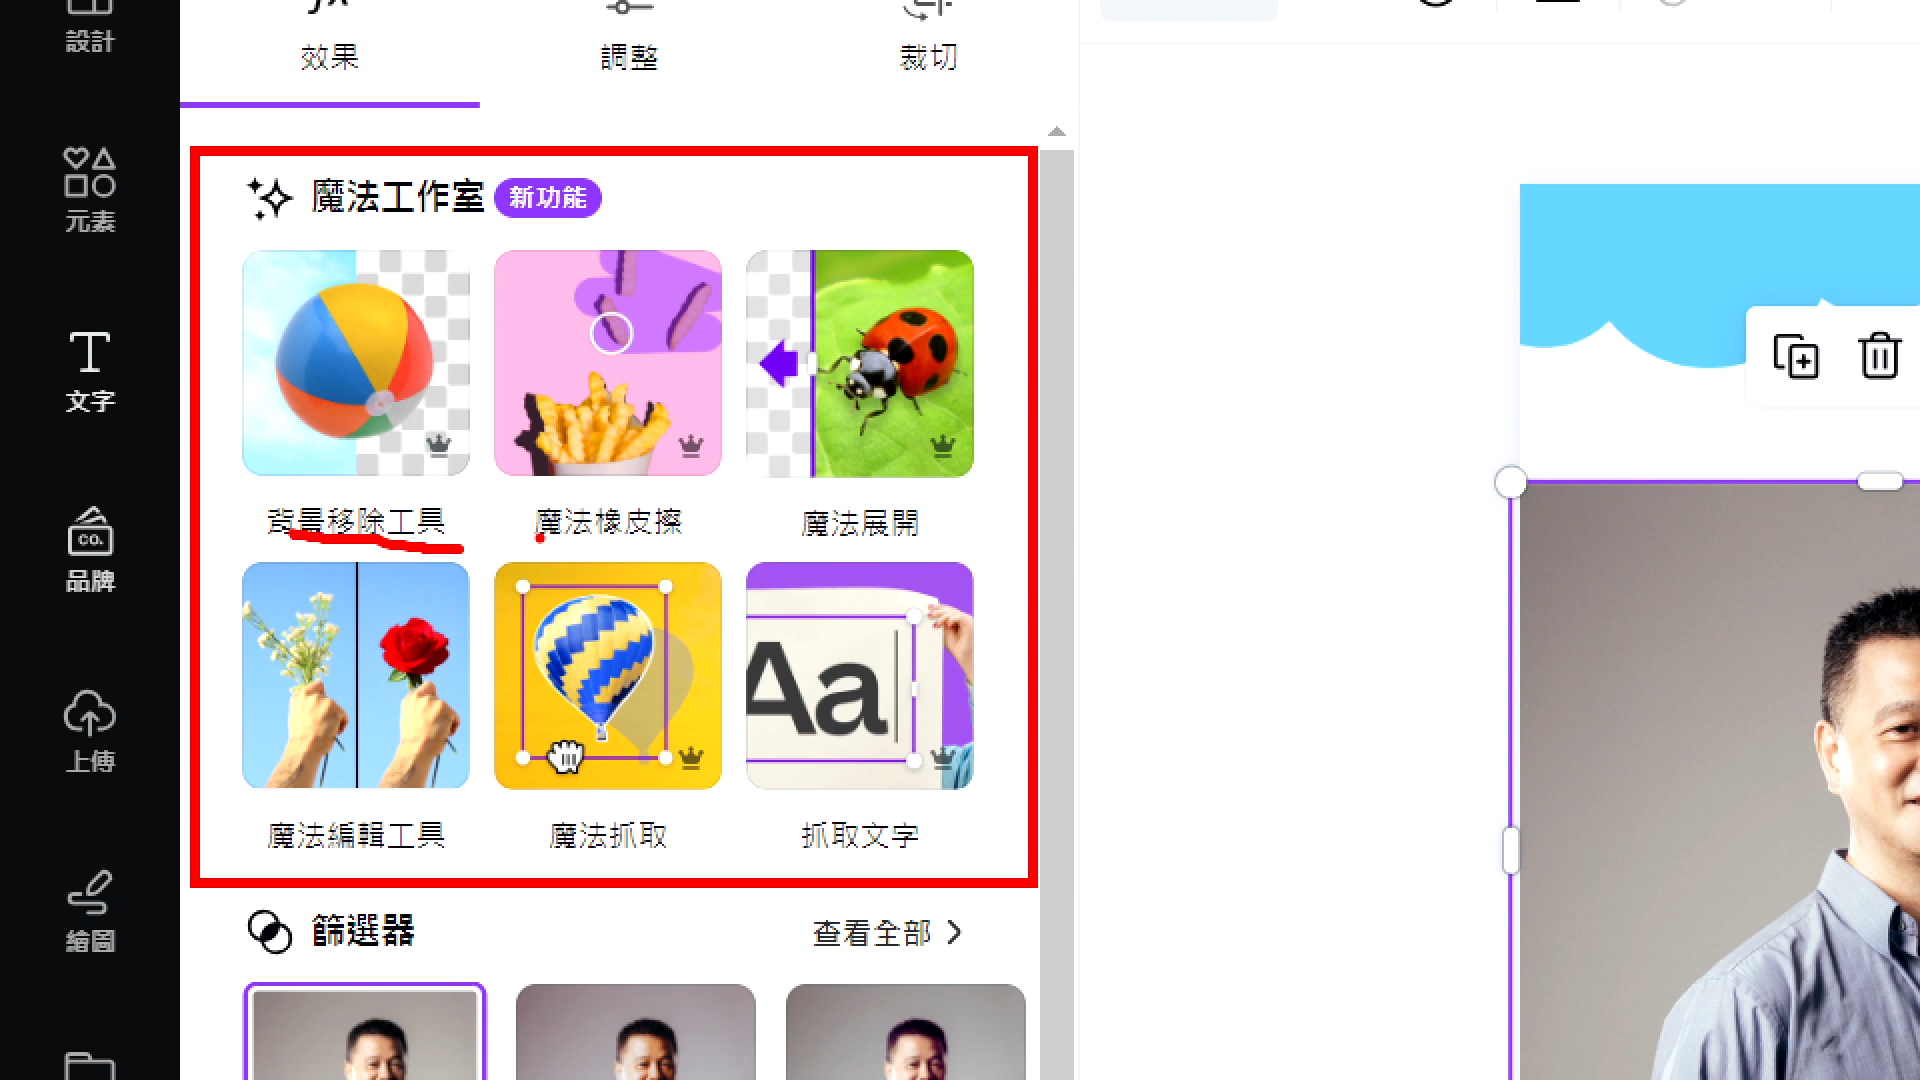 設計
元素
文字
CO.
品牌
上傳
繪圖
效果
調整
裁切
魔法工作室 新功能
背景移除工具
魔法橡皮擦
魔法展開
Aa
魔法編輯工具
魔法抓取
抓取文字
篩選器
查看全部